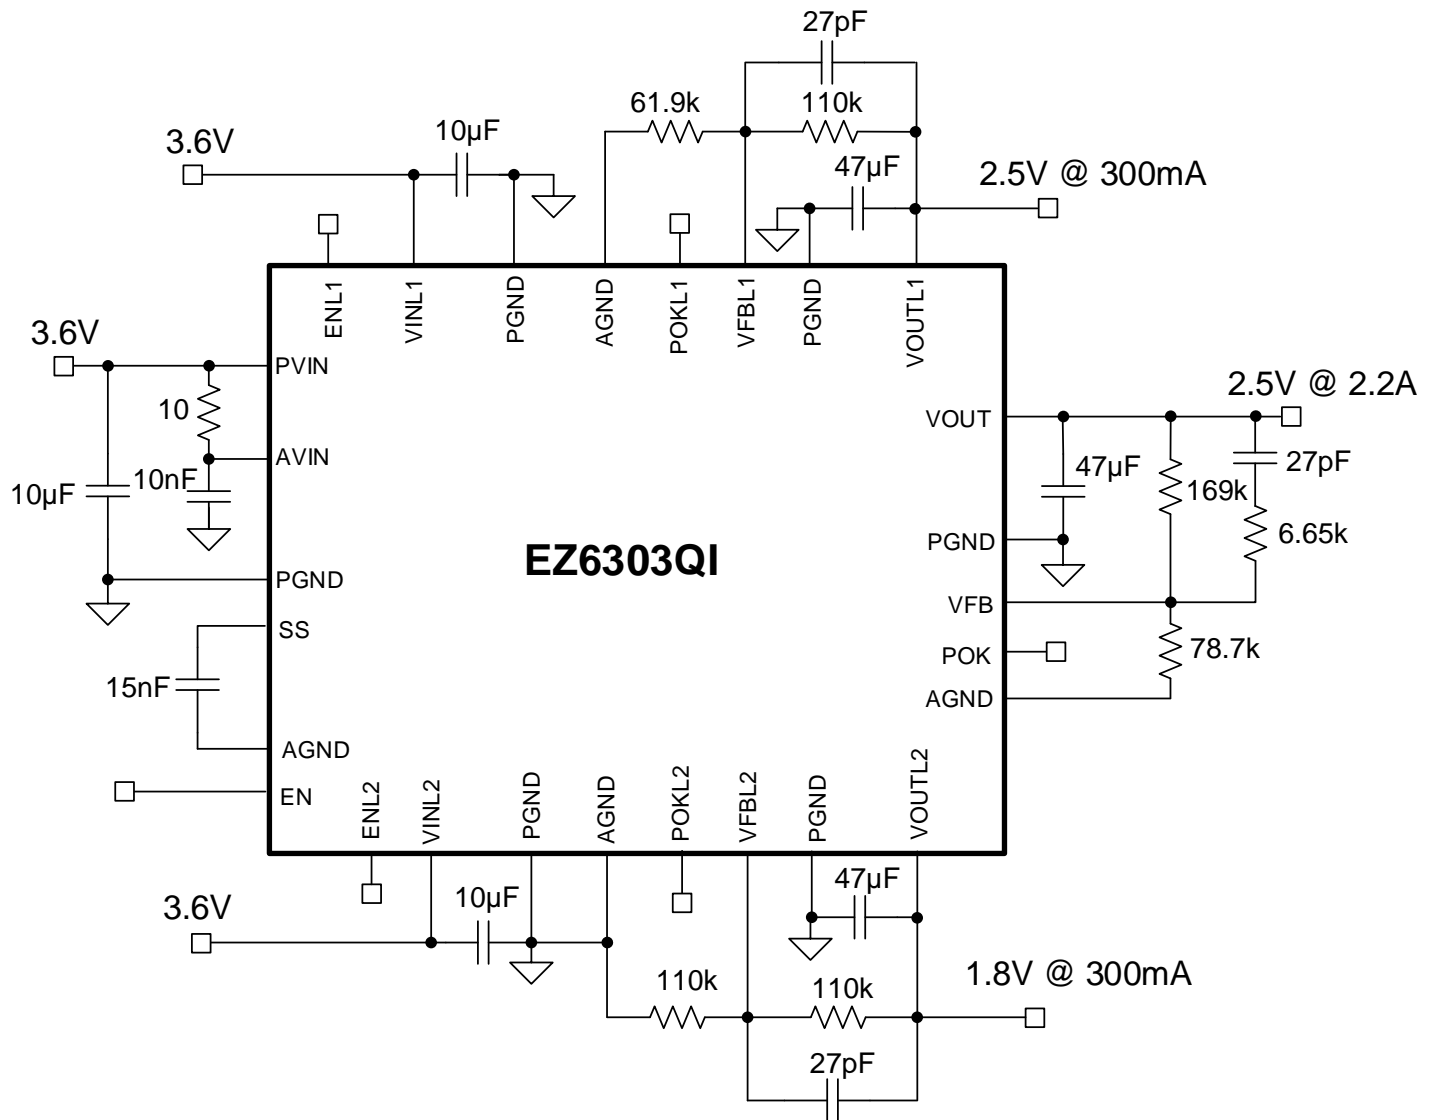 27pF
61.9k
110k
10µF
3.6V
47µF
2.5V @ 300mA
ENL1
VINL1
PGND
AGND
POKL1
VFBL1
PGND
VOUTL1
3.6V
PVIN
10
AVIN
10nF
10µF
PGND
SS
15nF
AGND
EN
EZ6303QI
2.5V @ 2.2A
VOUT
47µF
169k
27pF
6.65k
PGND
VFB
POK
78.7k
AGND
ENL2
VINL2
PGND
AGND
POKL2
VFBL2
PGND
VOUTL2
3.6V
10µF
47µF
110k
110k
1.8V @ 300mA
27pF